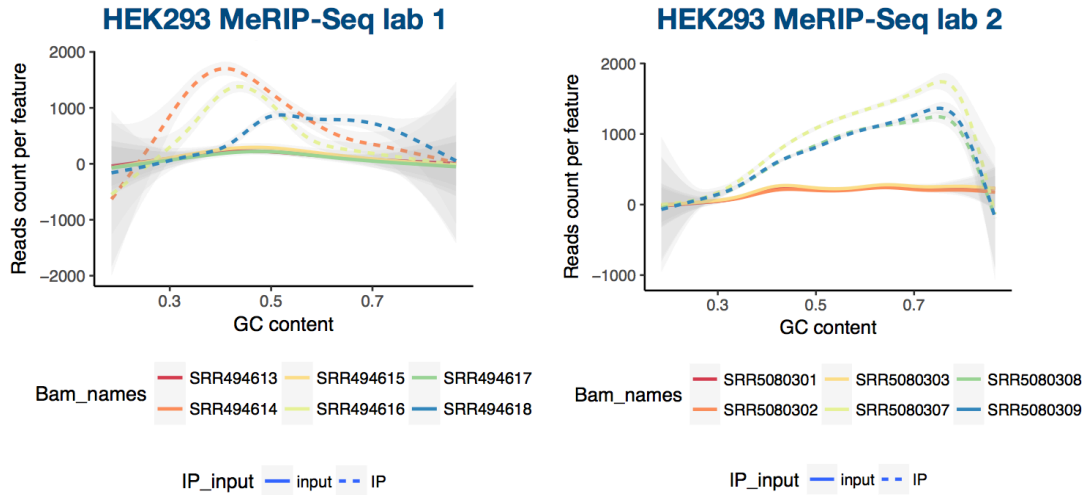 HEK293 MeRIP-Seq lab 1
2000
1000
0
−1000
−2000
Reads count per feature
0.3 0.5 0.7
GC content
Bam_names
SRR494613 SRR494615 SRR494617
SRR494614 SRR494616 SRR494618
IP_input input IP
HEK293 MeRIP-Seq lab 2
2000
1000
0
−1000
Reads count per feature
0.3 0.5 0.7
GC content
Bam_names
SRR5080301 SRR5080303 SRR5080308
SRR5080302 SRR5080307 SRR5080309
IP_input input IP